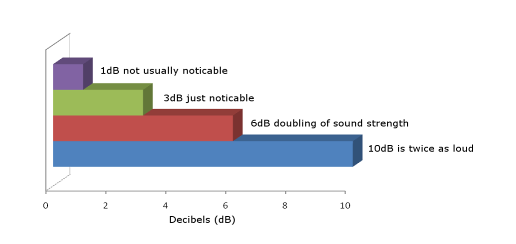 1dB not usually noticable
3dB just noticable
6dB doubling of sound strength
10dB is twice as loud
0 2 4 6 8 10
Decibels (dB)